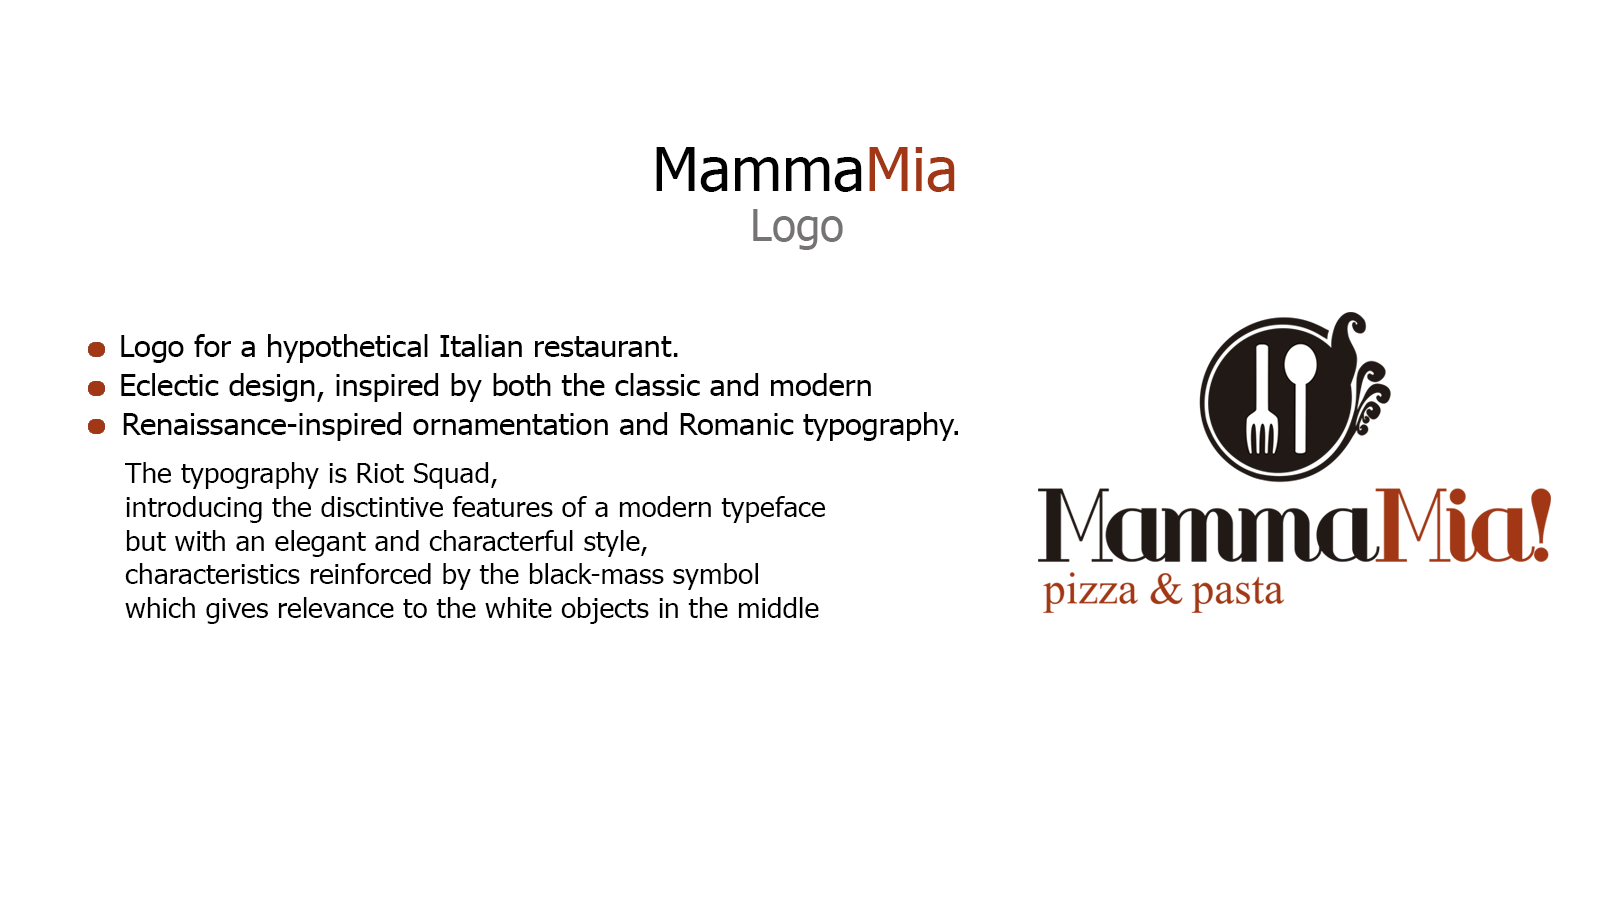 MammaMia
Logo
Logo for a hypothetical Italian restaurant.
Eclectic design, inspired by both the classic and modern
Renaissance-inspired ornamentation and Romanic typography.
The typography is Riot Squad,
introducing the disctintive features of a modern typeface
but with an elegant and characterful style,
characteristics reinforced by the black-mass symbol
which gives relevance to the white objects in the middle
MammaMia!
pizza & pasta